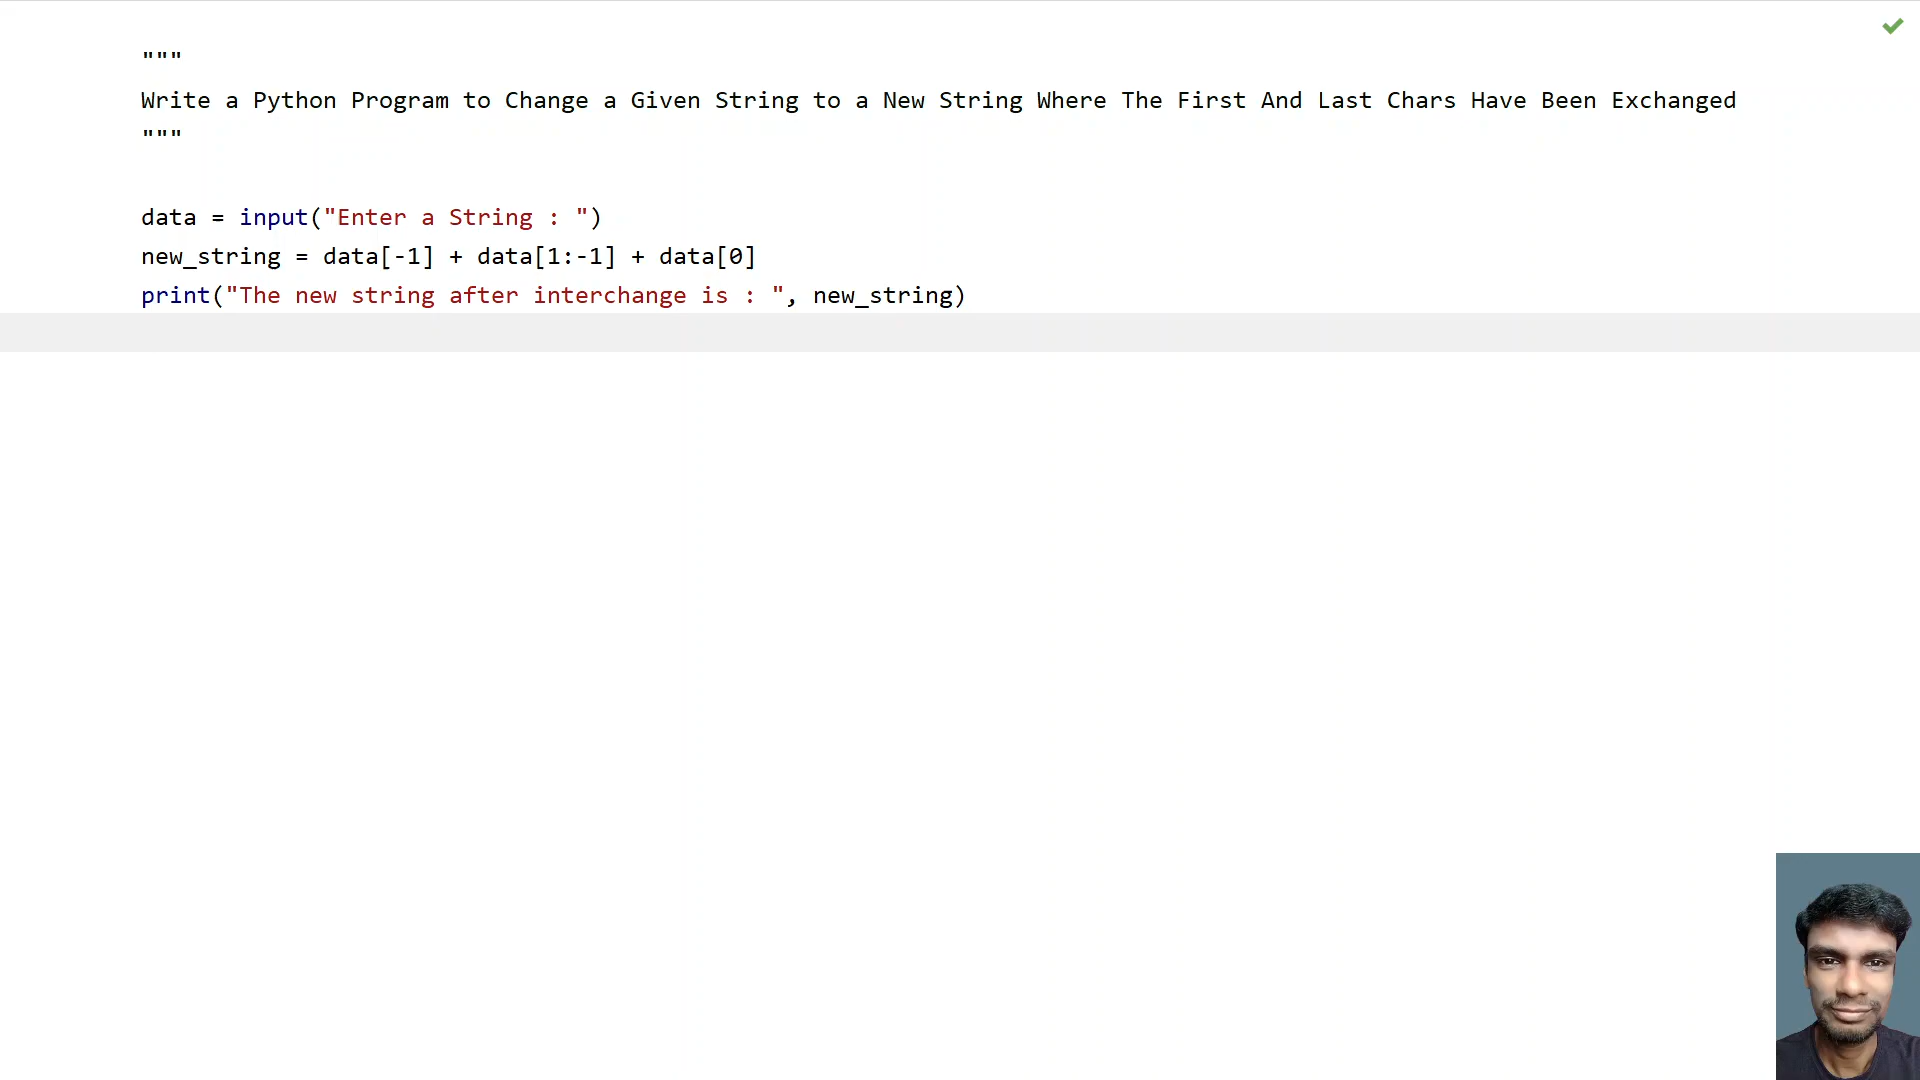 """
Write a Python Program to Change a Given String to a New String Where The First And Last Chars Have Been Exchanged
"""
data = input("Enter a String : ")
new_string = data[-1] + data[1:-1] + data[0]
print("The new string after interchange is : ", new_string)